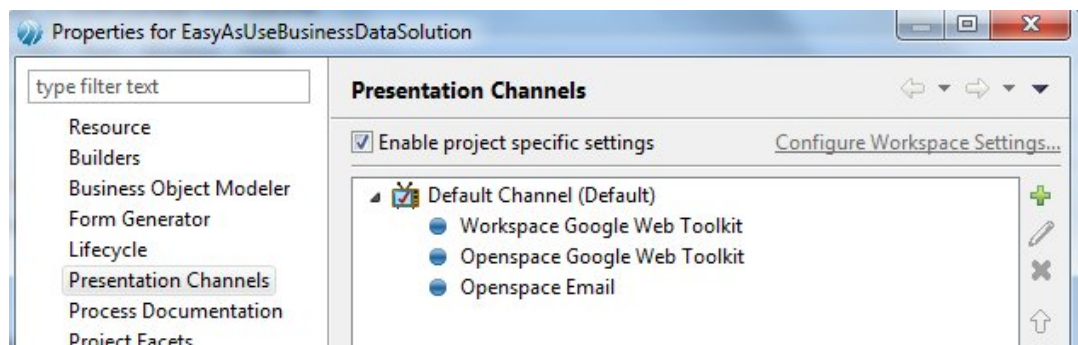 Properties for EasyAsUseBusinessDataSolution
type filter text
Resource
Builders
Business Object Modeler
Form Generator
Lifecycle
Presentation Channels
Process Documentation
Project Facets
Presentation Channels
Enable project specific settings
Configure Workspace Settings...
Default Channel (Default)
Workspace Google Web Toolkit
Openspace Google Web Toolkit
Openspace Email